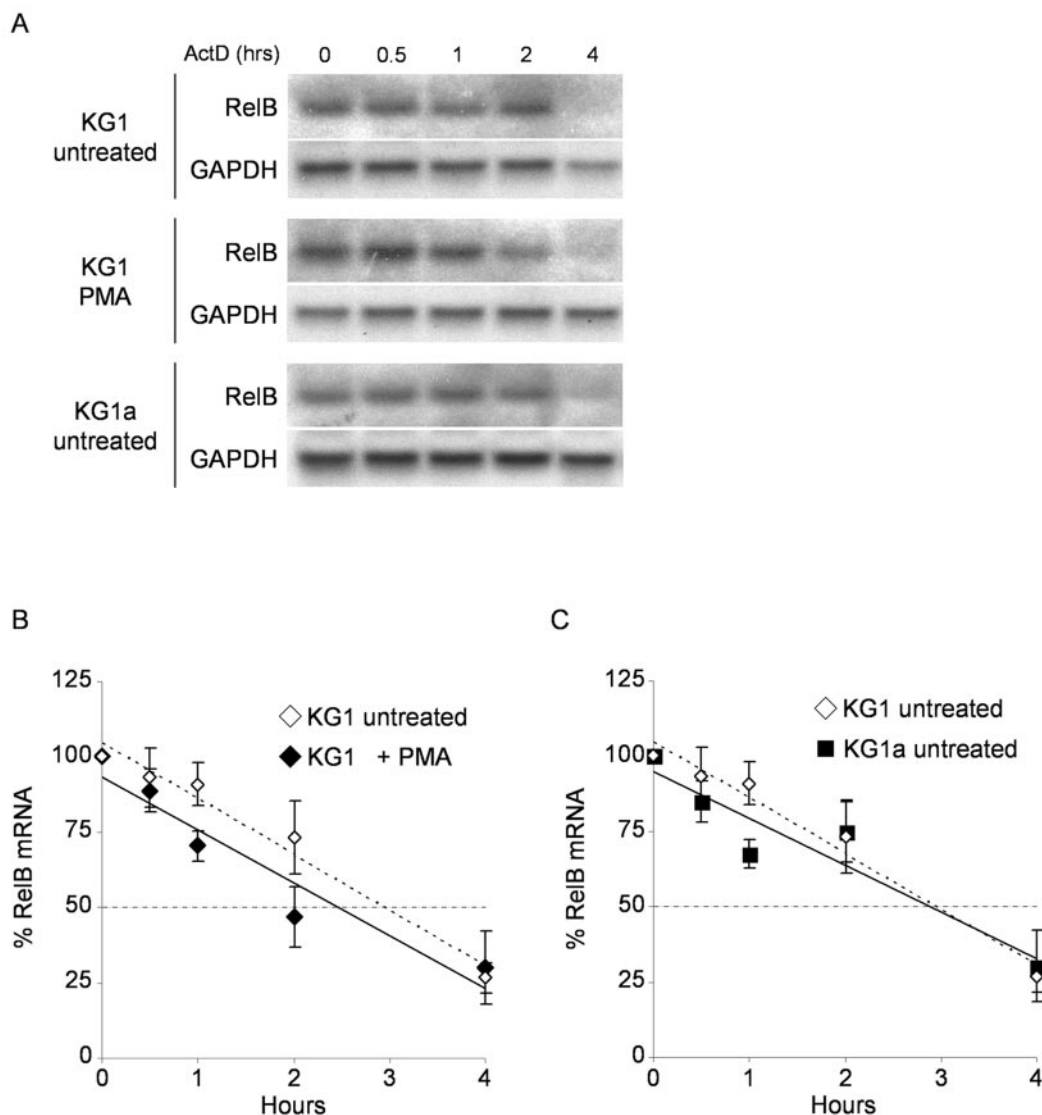 A
ActD (hrs) 0 0.5 1 2 4
KG1
untreated
RelB
GAPDH
KG1
PMA
RelB
GAPDH
KG1a
untreated
RelB
GAPDH
B
% RelB mRNA
125
100
75
50
25
0
KG1 untreated
KG1 + PMA
0 1 2 3 4
Hours
C
% RelB mRNA
125
100
75
50
25
0
KG1 untreated
KG1a untreated
0 1 2 3 4
Hours